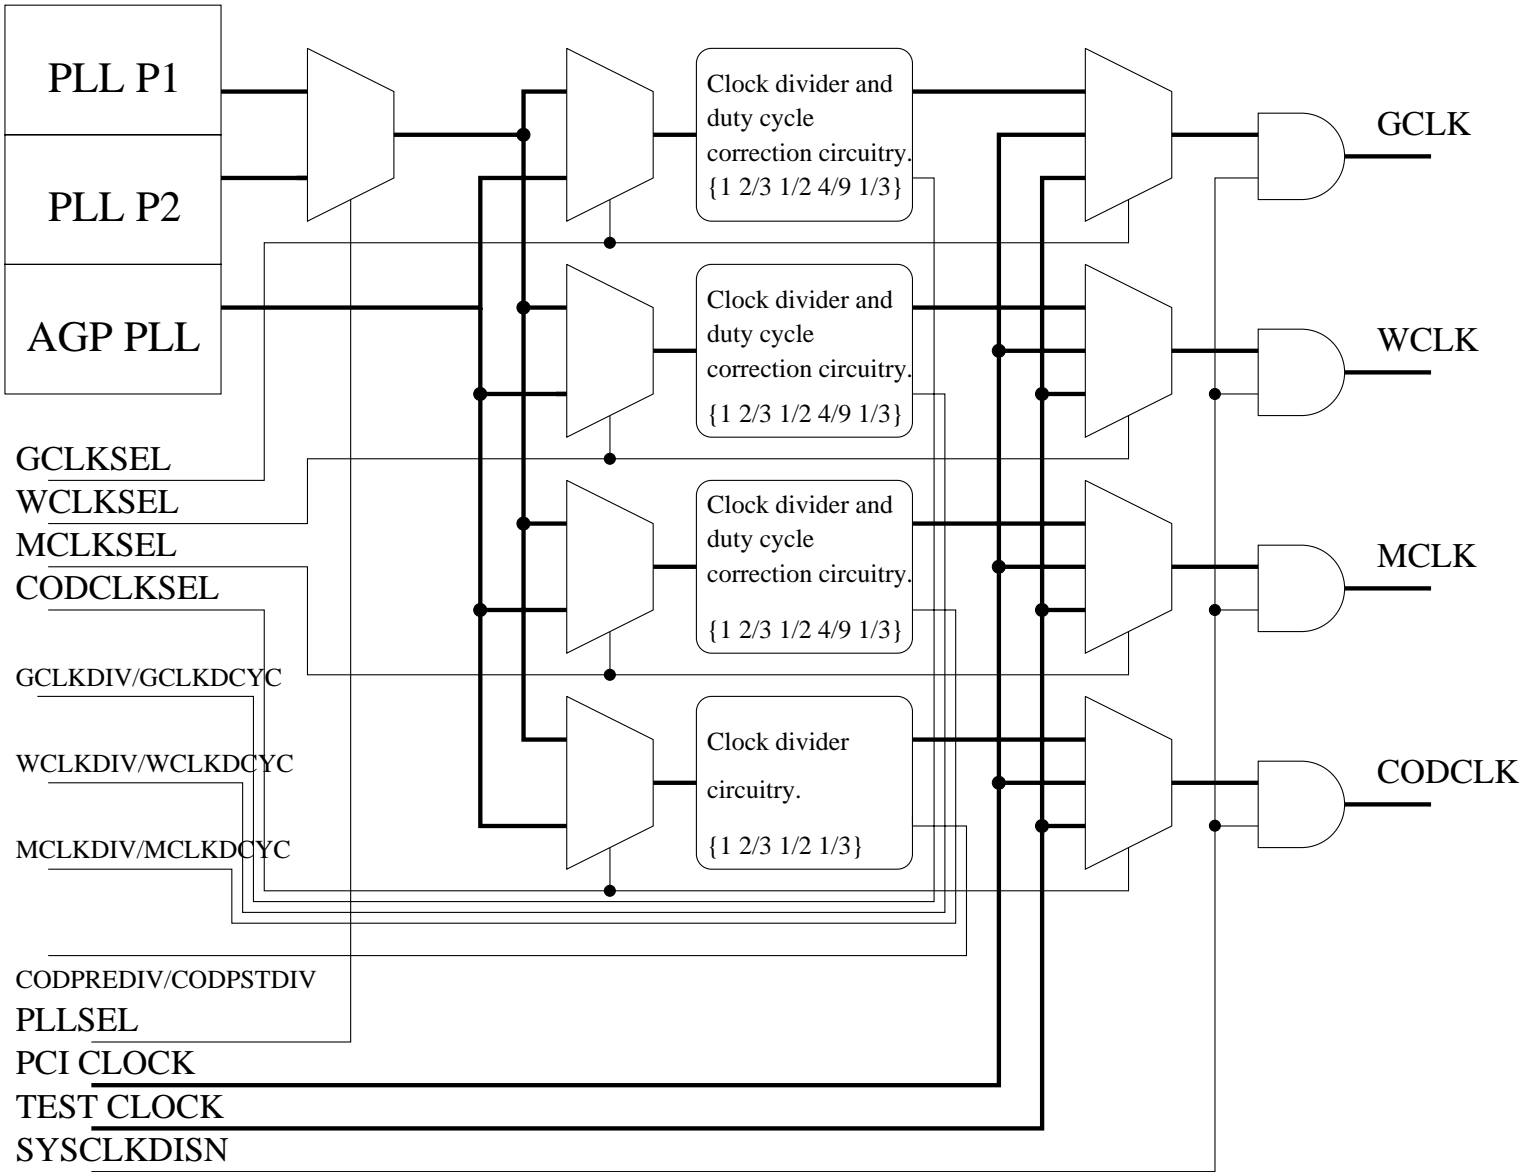 PLL P1
PLL P2
AGP PLL
Clock divider and
duty cycle
correction circuitry.
{1 2/3 1/2 4/9 1/3}
GCLK
Clock divider and
duty cycle
correction circuitry.
{1 2/3 1/2 4/9 1/3}
WCLK
Clock divider and
duty cycle
correction circuitry.
{1 2/3 1/2 4/9 1/3}
MCLK
Clock divider
circuitry.
{1 2/3 1/2 1/3}
CODCLK
GCLKSEL
WCLKSEL
MCLKSEL
CODCLKSEL
GCLKDIV/GCLKDCYC
WCLKDIV/WCLKDCYC
MCLKDIV/MCLKDCYC
CODPREDIV/CODPSTDIV
PLLSEL
PCI CLOCK
TEST CLOCK
SYSCLKDISN